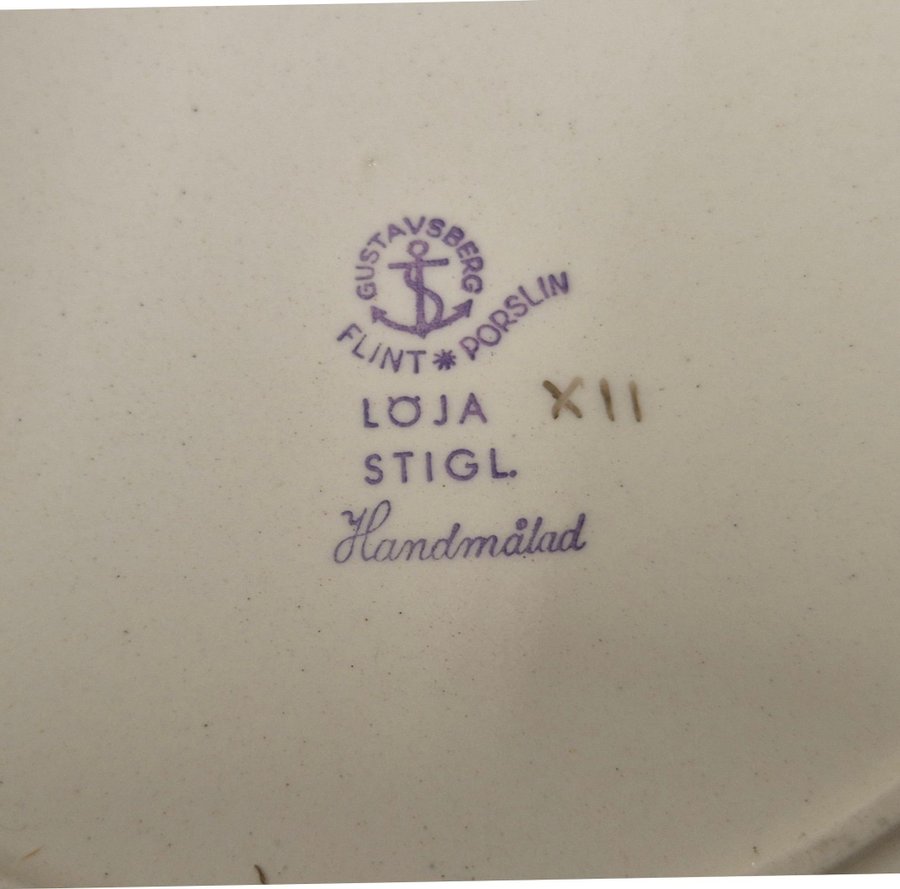 GUSTAVSBERG
FLINT * PORSLIN
LÖJA XII
STIGL.
Handmålad